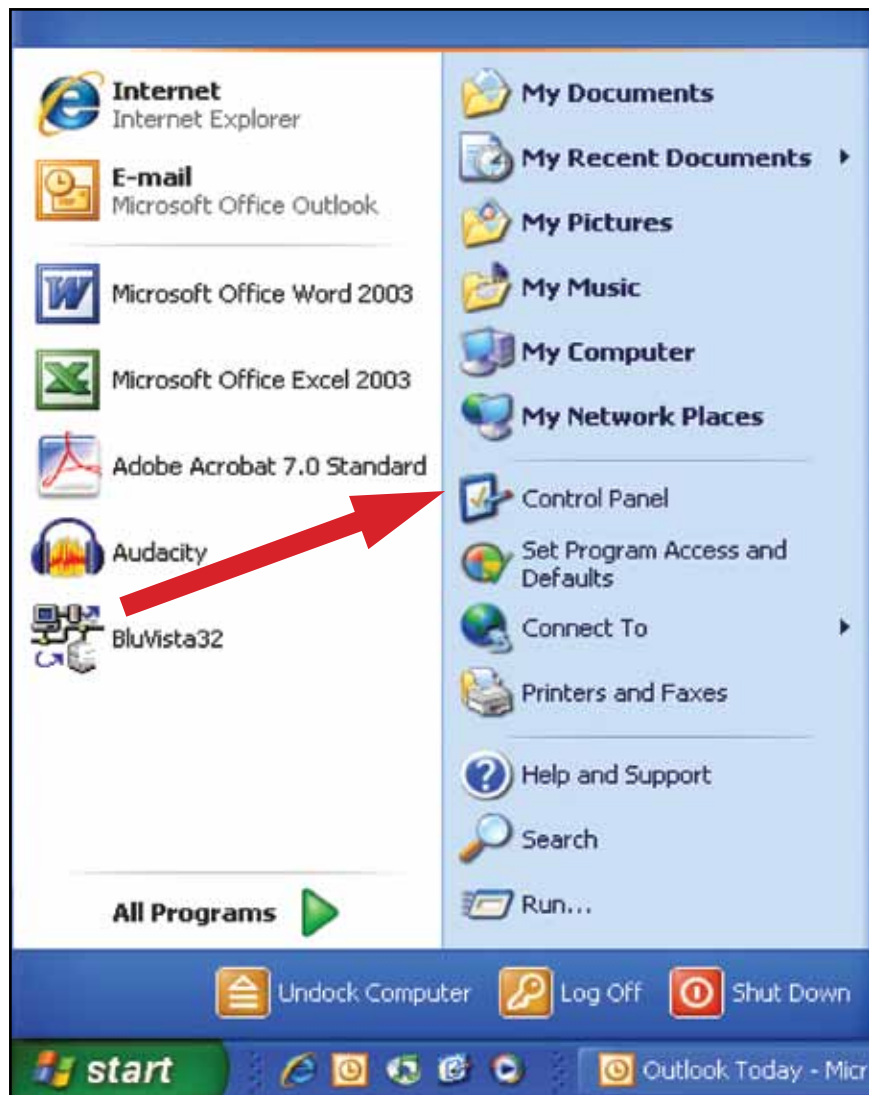 Internet
Internet Explorer
E-mail
Microsoft Office Outlook
Microsoft Office Word 2003
Microsoft Office Excel 2003
Adobe Acrobat 7.0 Standard
Audacity
BluVista32
All Programs
My Documents
My Recent Documents
My Pictures
My Music
My Computer
My Network Places
Control Panel
Set Program Access and
Defaults
Connect To
Printers and Faxes
Help and Support
Search
Run...
Undock Computer
Log Off
Shut Down
start
Outlook Today - Micr